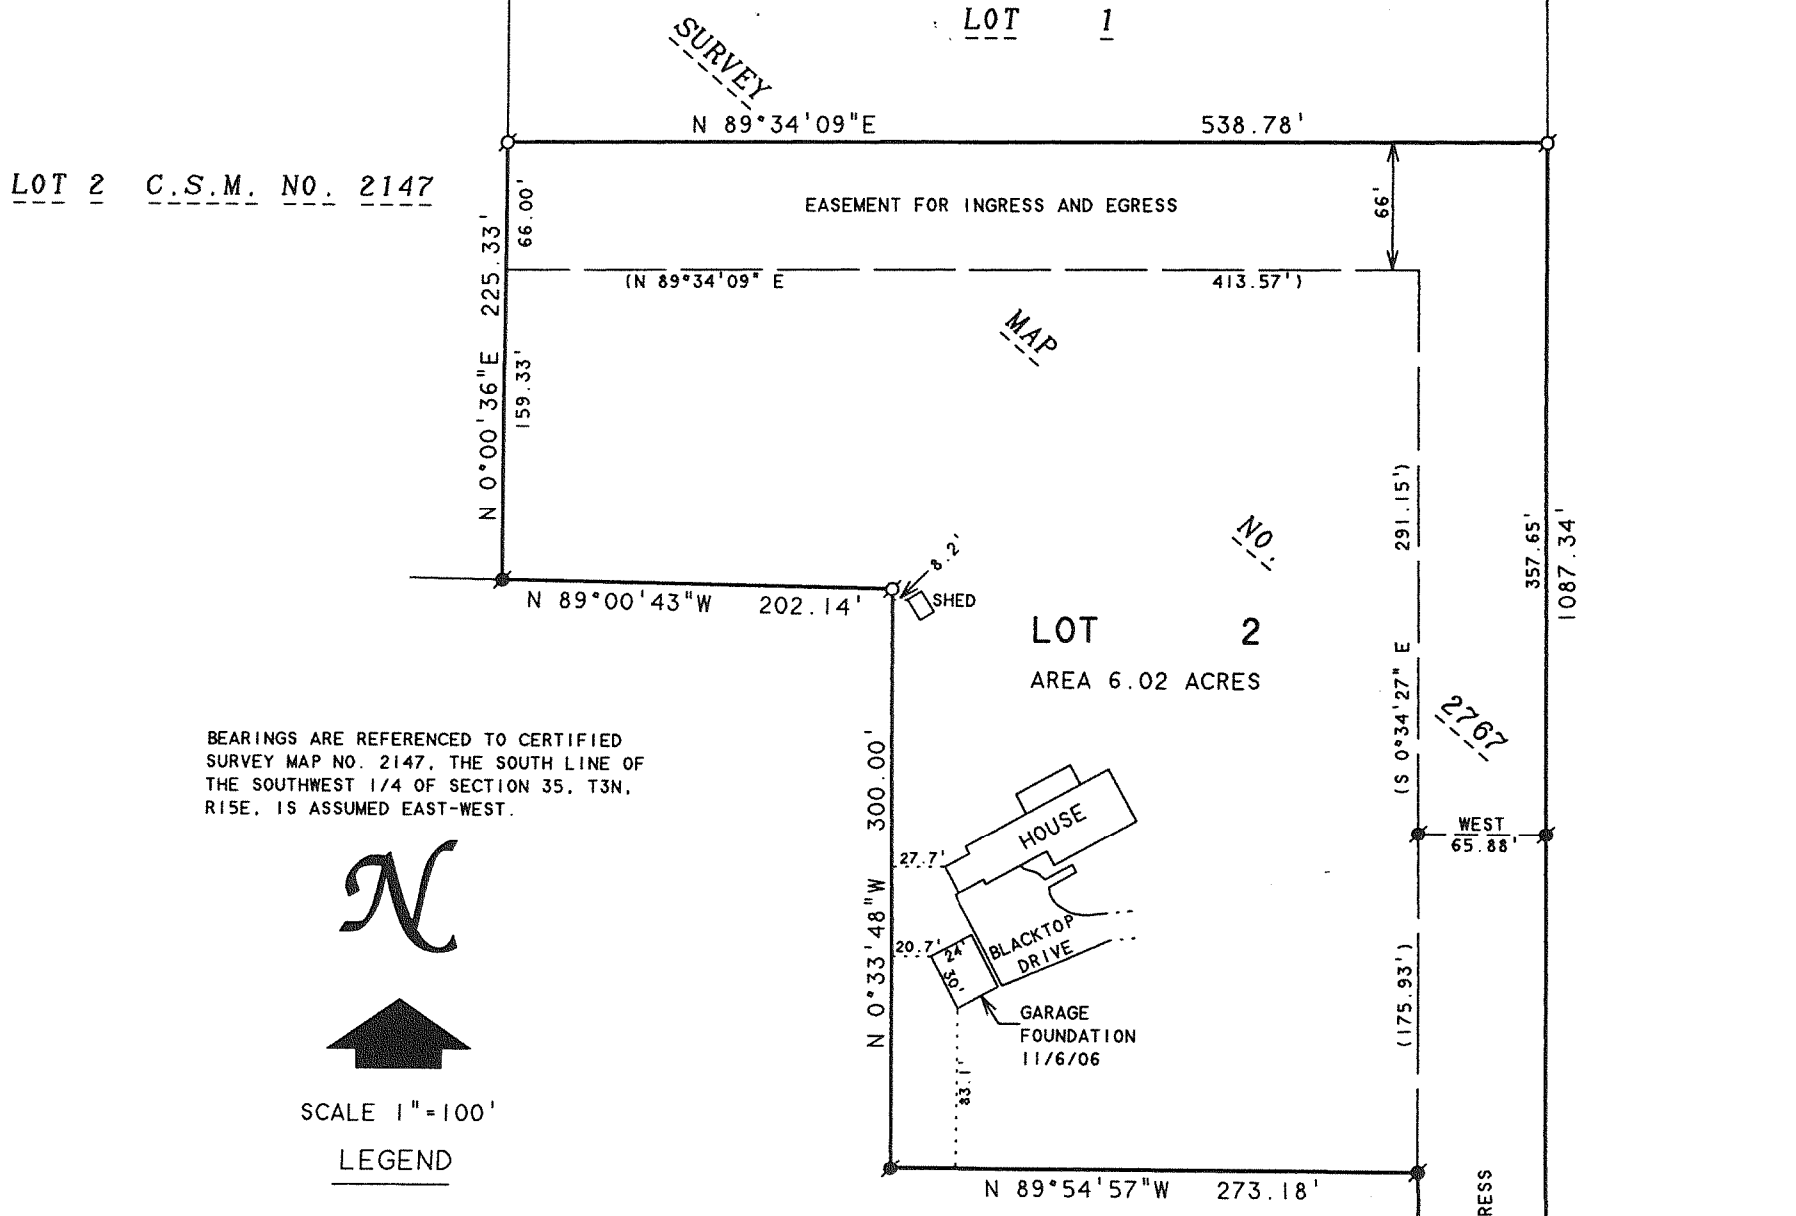 LOT 1
SURVEY
N 89°34'09"E 538.78'
LOT 2 C.S.M. NO. 2147
66.00'
EASEMENT FOR INGRESS AND EGRESS
66'
N 0°00'36"E 225.33'
(N 89°34'09" E 413.57')
159.33'
MAP
NO.
(S 0°34'27" E 291.15')
357.65'
1087.34'
8.2'
SHED
N 89°00'43"W 202.14'
LOT 2
AREA 6.02 ACRES
2767
BEARINGS ARE REFERENCED TO CERTIFIED
SURVEY MAP NO. 2147, THE SOUTH LINE OF
THE SOUTHWEST 1/4 OF SECTION 35, T3N,
R15E, IS ASSUMED EAST-WEST.
N 0°33'48"W 300.00'
HOUSE
WEST
65.88'
27.7'
N
20.7'
24'
30'
BLACKTOP
DRIVE
(175.93')
GARAGE
FOUNDATION
11/6/06
83.1'
SCALE 1"=100'
LEGEND
N 89°54'57"W 273.18'
RESS